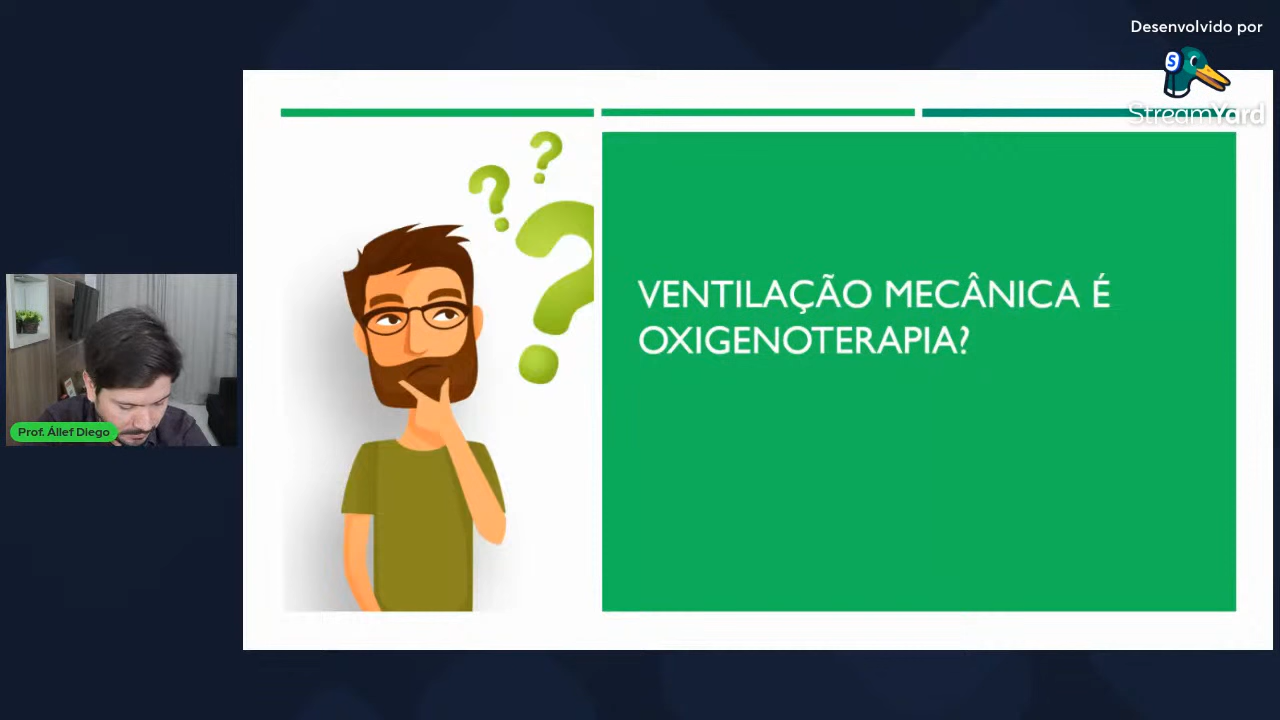 Desenvolvido por
S
StreamYard
VENTILAÇÃO MECÂNICA É
OXIGENOTERAPIA?
Prof. Állef Diego